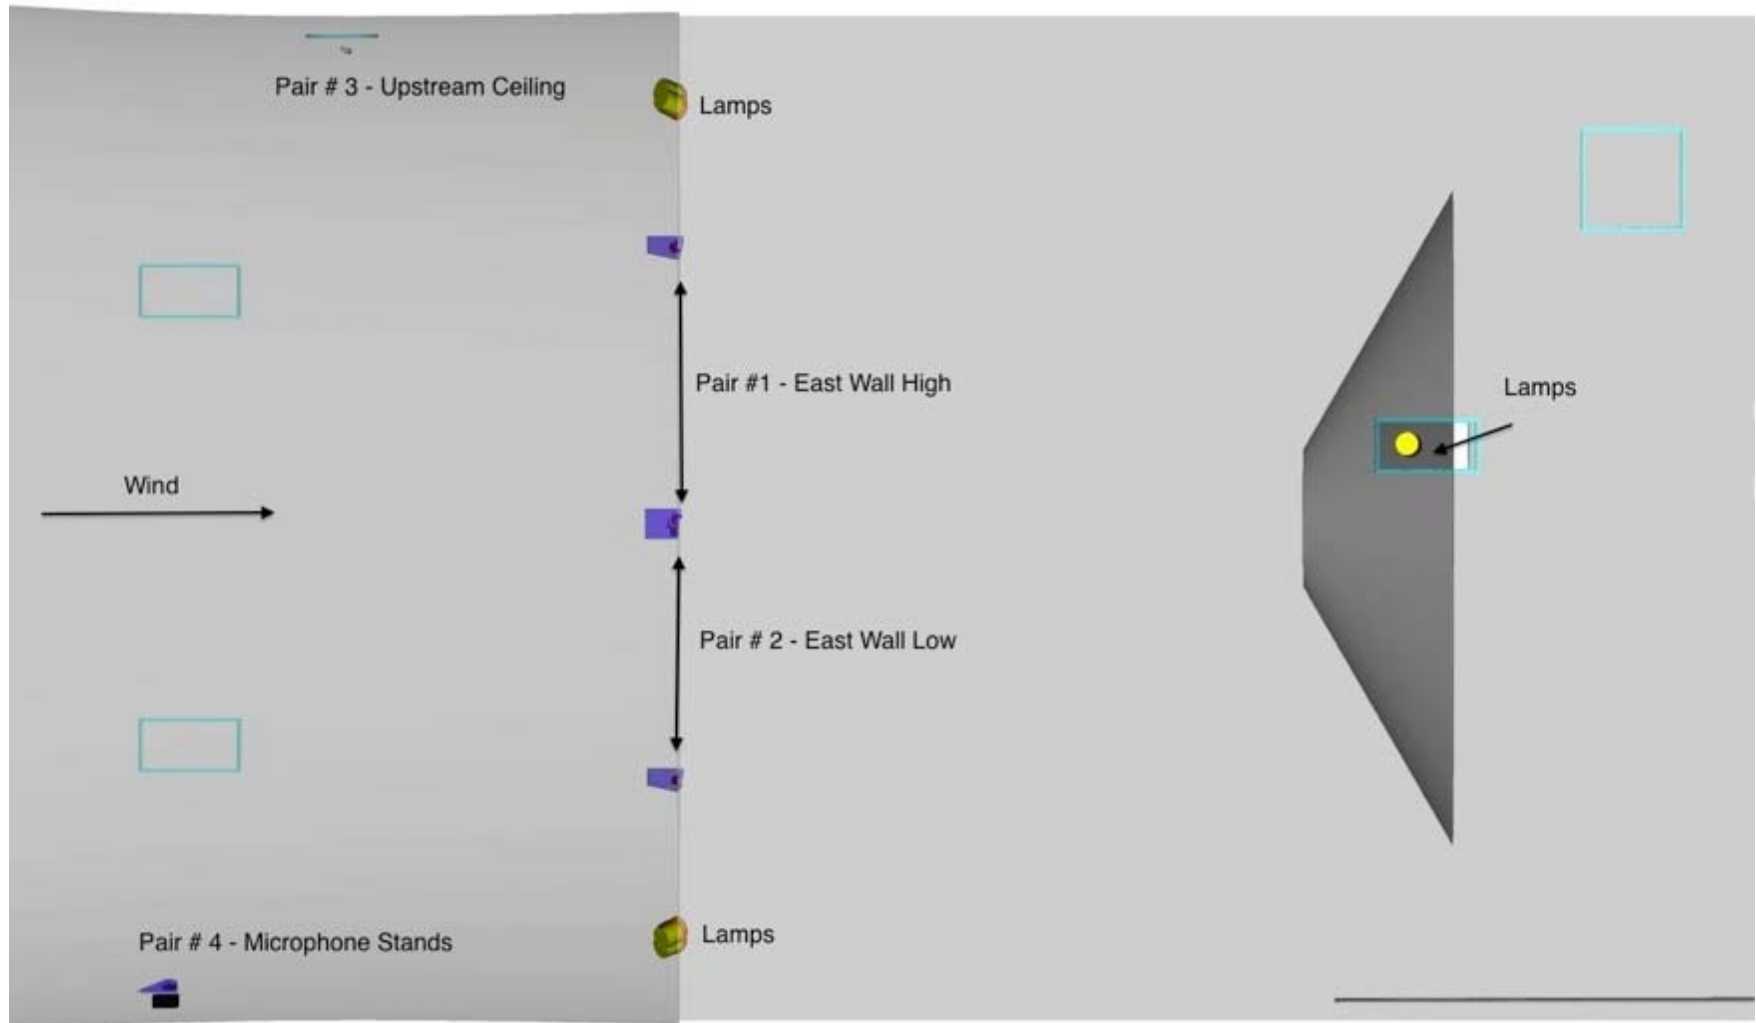 Pair # 3 - Upstream Ceiling
Lamps
Pair #1 - East Wall High
Lamps
Wind
Pair # 2 - East Wall Low
Lamps
Pair # 4 - Microphone Stands